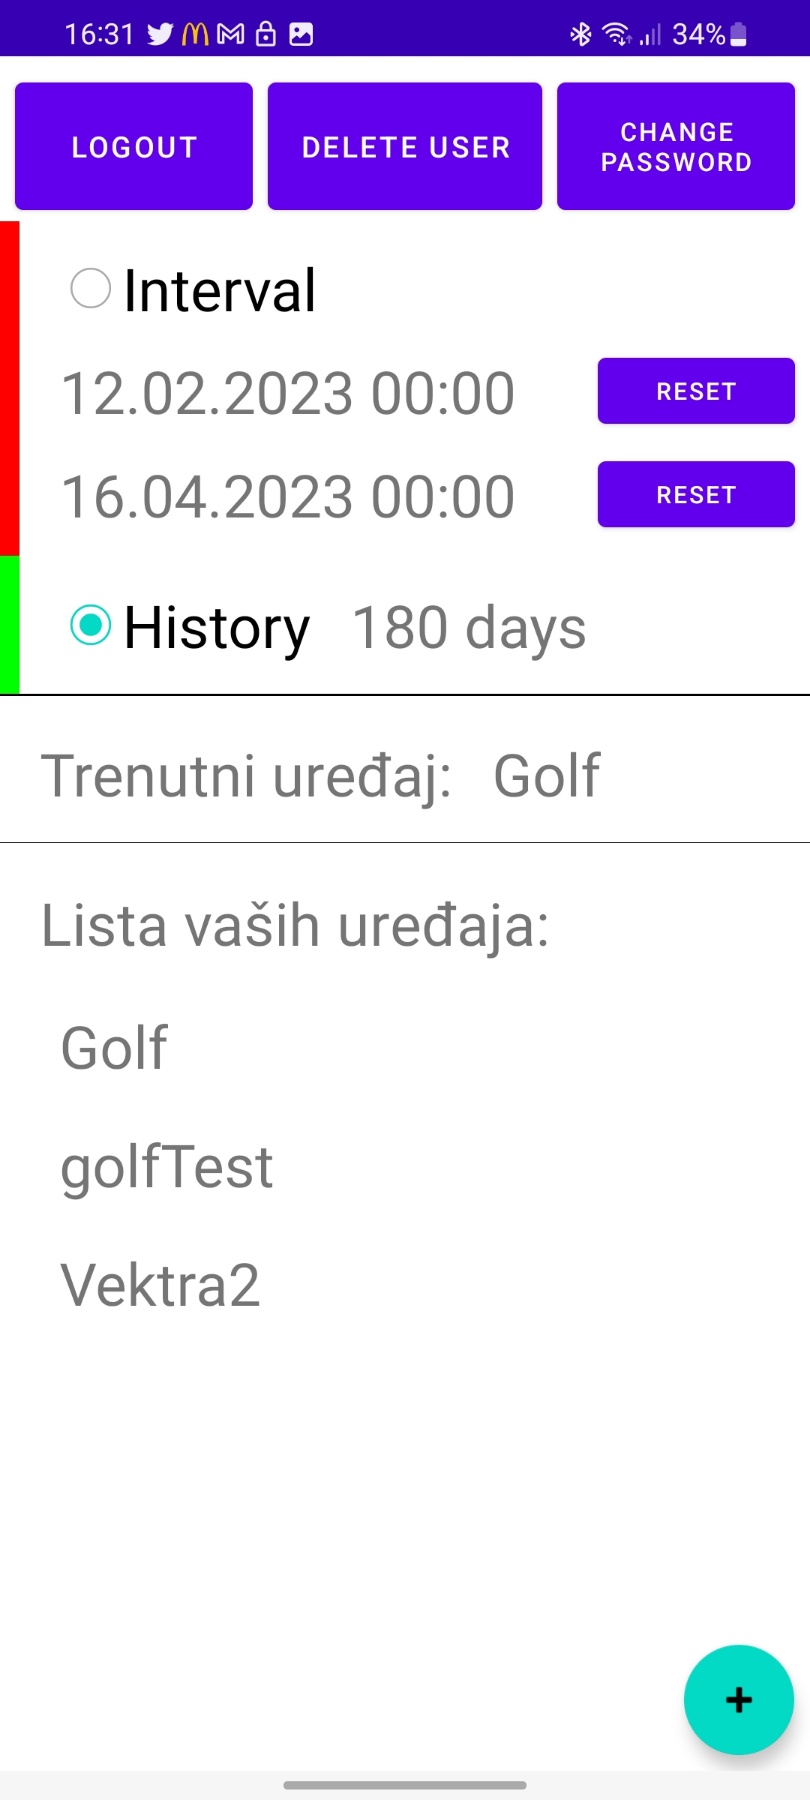 16:31
34%
LOGOUT
DELETE USER
CHANGE
PASSWORD
Interval
12.02.2023 00:00
RESET
16.04.2023 00:00
RESET
History 180 days
Trenutni uređaj: Golf
Lista vaših uređaja:
Golf
golfTest
Vektra2
+